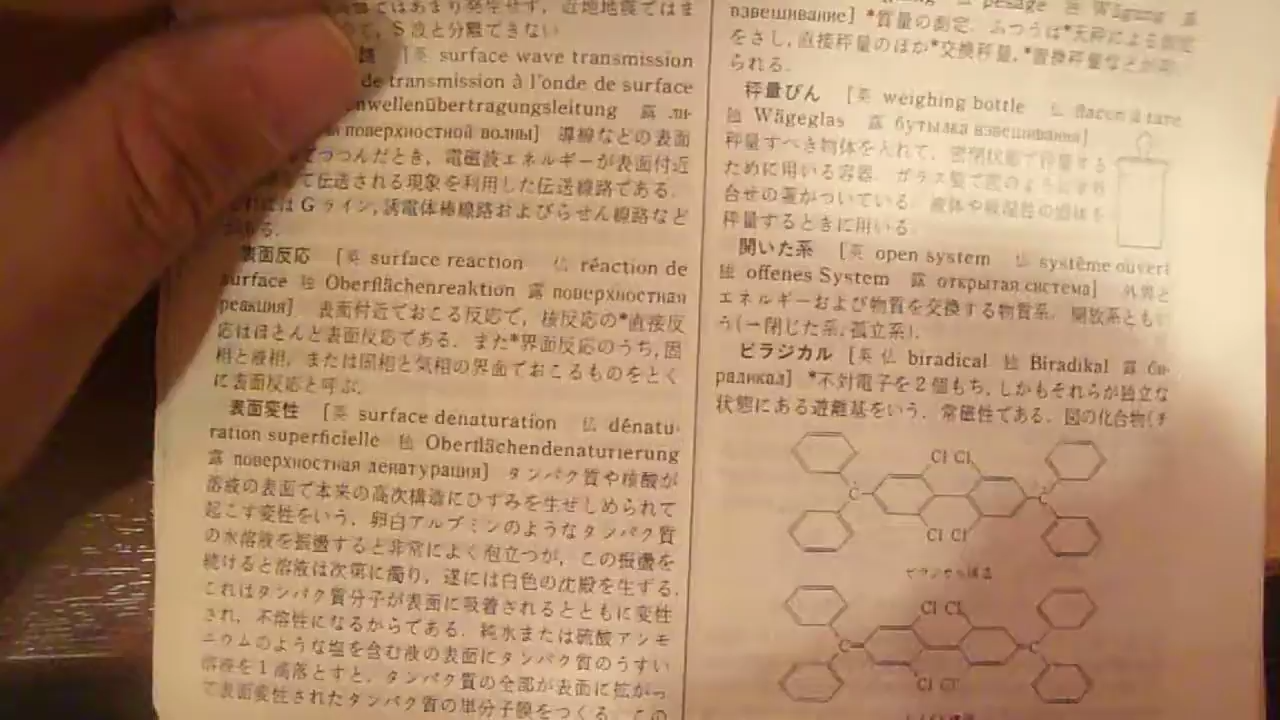 はあまり発生せず，近地地震ではま
て，S 波と分離できない
[英 surface wave transmission
de transmission à l'onde de surface
nwellenübertragungsleitung 露 ли-
поверхностной волны] 導線などの表面
つつんだとき，電磁波エネルギーが表面付近
て伝送される現象を利用した伝送線路である．
は G ライン，誘電体棒線路およびらせん線路など
ある．
表面反応 [英 surface reaction 仏 réaction de
surface 独 Oberflächenreaktion 露 поверхностная
реакция] 表面付近でおこる反応で，核反応の*直接反
応はほとんど表面反応である．また*界面反応のうち，固
相と液相，または固相と気相の界面でおこるものをとく
に表面反応と呼ぶ．
表面変性 [英 surface denaturation 仏 dénatu-
ration superficielle 独 Oberflächendenaturierung
露 поверхностная денатурация] タンパク質や核酸が
溶液の表面で本来の高次構造にひずみを生ぜしめられて
起こす変性をいう．卵白アルブミンのようなタンパク質
の水溶液を振盪すると非常によく泡立つが，この振盪を
続けると溶液は次第に濁り，遂には白色の沈殿を生ずる．
これはタンパク質分子が表面に吸着されるとともに変性
され，不溶性になるからである．純水または硫酸アンモ
ニウムのような塩を含む液の表面にタンパク質のうすい
溶液を1滴落とすと，タンパク質の全部が表面に拡がっ
て表面変性されたタンパク質の単分子膜をつくる．この
pesage 独 Wägung 露
взвешивание] *質量の測定．ふつうは*天秤による測定
をさし，直接秤量のほか*交換秤量，*置換秤量などが用い
られる．
秤量びん [英 weighing bottle 仏 flacon à tare
独 Wägeglas 露 бутылка взвешивания]
秤量すべき物体を入れて，密閉状態で秤量する
ために用いる容器．ガラス製で図のような
合せの蓋がついている．液体や吸湿性の固体を
秤量するときに用いる．
開いた系 [英 open system 仏 système ouvert
独 offenes System 露 открытая система] 外界と
エネルギーおよび物質を交換する物質系．開放系ともい
う(→閉じた系，孤立系)．
ビラジカル [英 仏 biradical 独 Biradikal 露 би-
радикал] *不対電子を2個もち，しかもそれらが独立な
状態にある遊離基をいう．常磁性である．図の化合物(チ
Cl Cl
C C
Cl Cl
Cl Cl
C C
Cl Cl